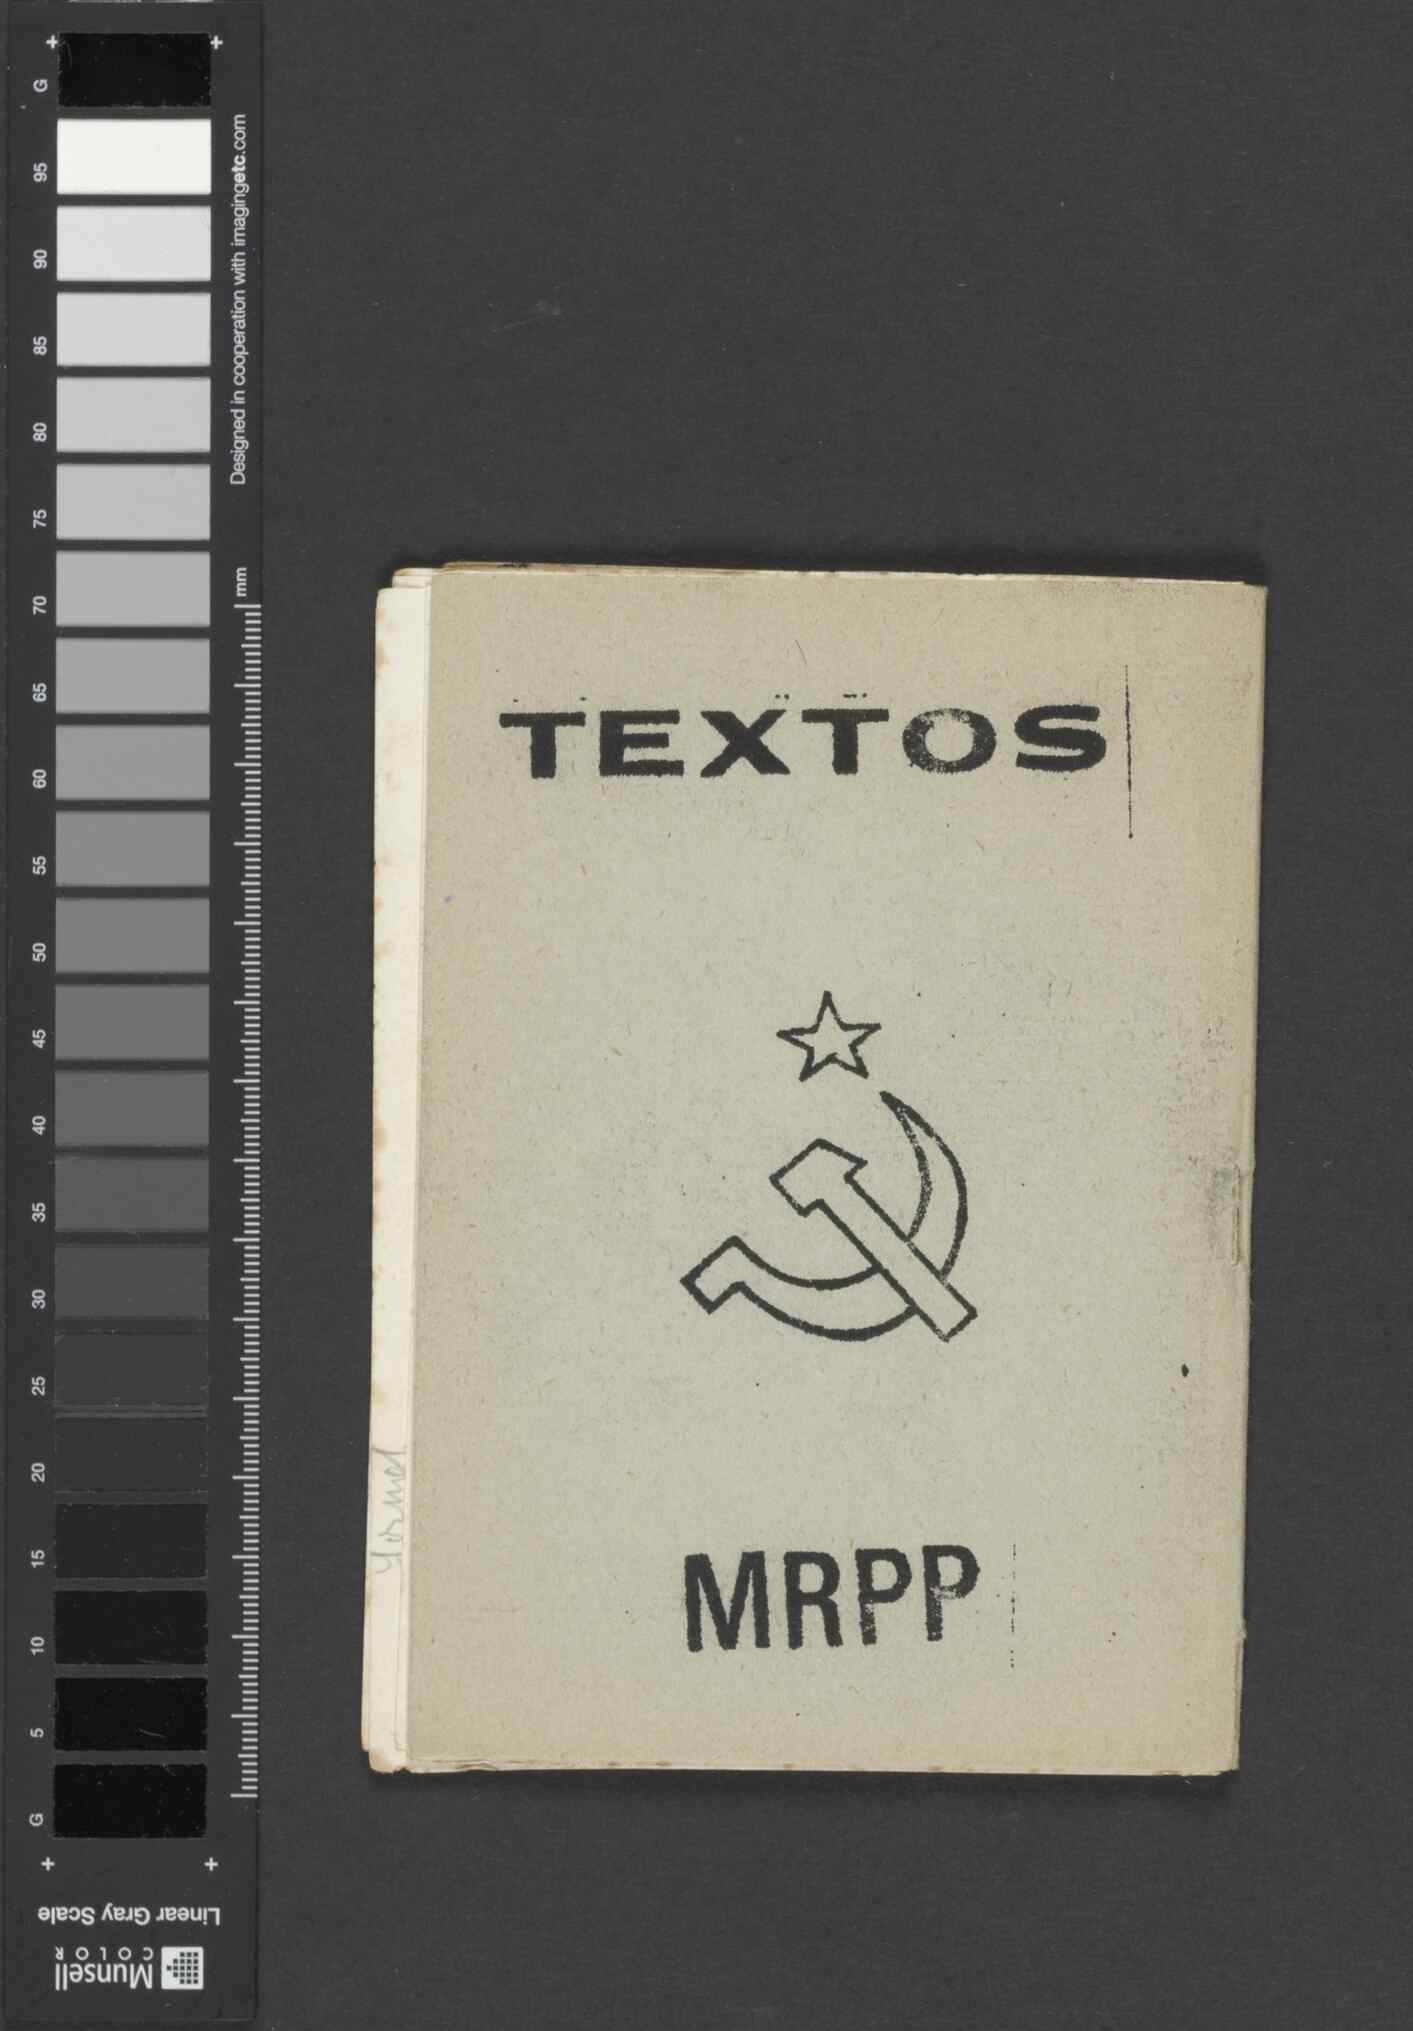 G
95
90
85
80
75
70
65
60
55
50
45
40
35
30
25
20
15
10
5
G
Designed in cooperation with imagingetc.com
mm
Linear Gray Scale
Munsell
COLOR
TEXTOS
MRPP